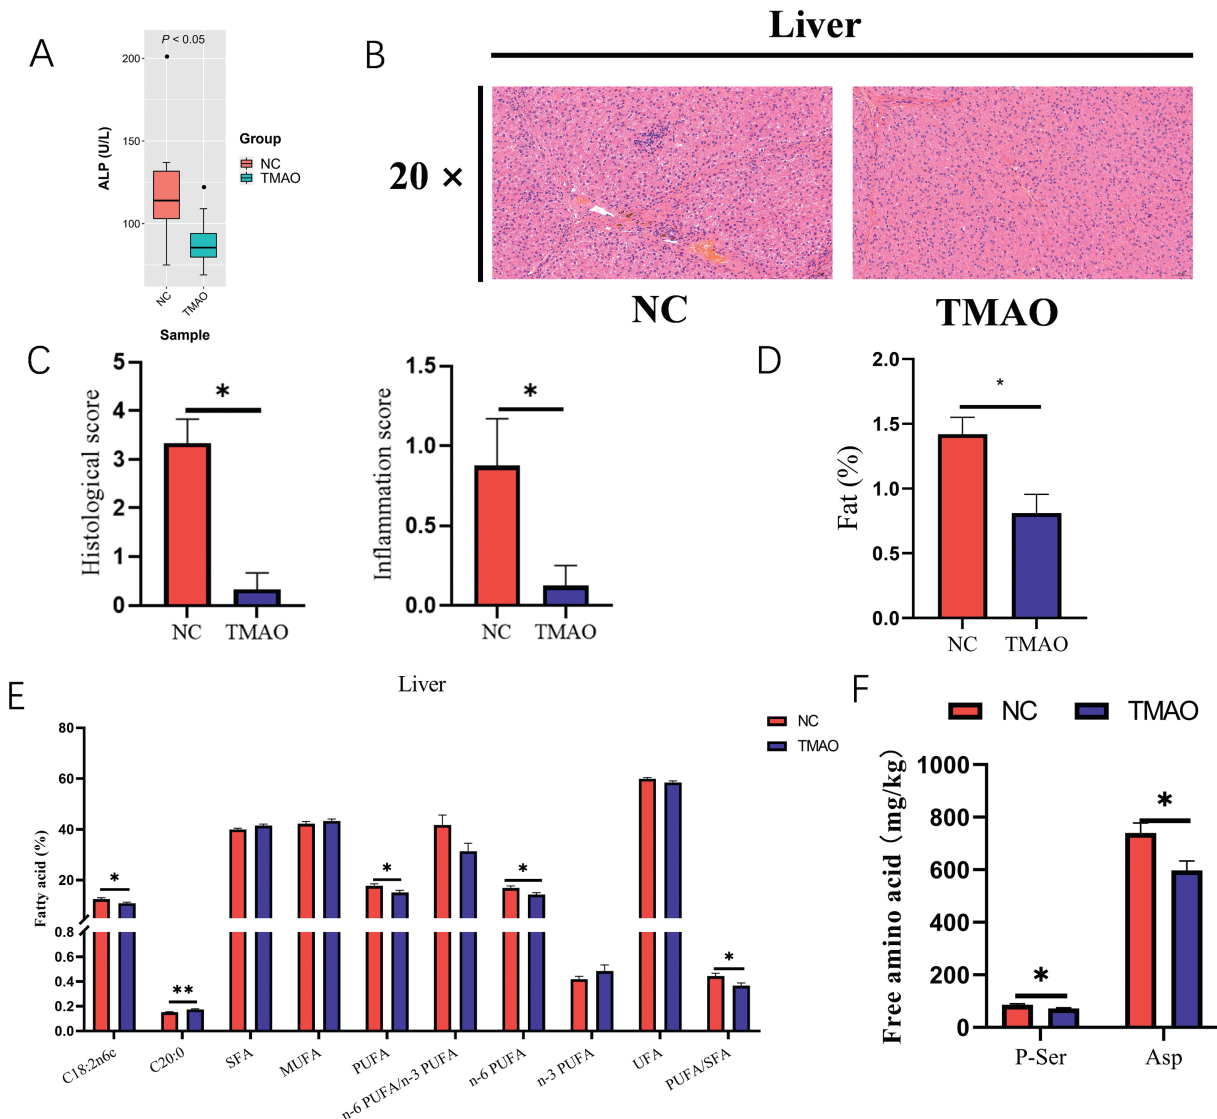 A
P < 0.05
200
150
100
ALP (U/L)
NC
TMAO
Sample
Group
NC
TMAO
B
Liver
20 ×
NC
TMAO
C
5
4
3
2
1
0
Histological score
*
NC
TMAO
1.5
1.0
0.5
0.0
Inflammation score
*
NC
TMAO
D
2.0
1.5
1.0
0.5
0.0
Fat (%)
*
NC
TMAO
E
Liver
NC
TMAO
80
60
40
20
0.8
0.6
0.4
0.2
0.0
Fatty acid (%)
*
**
*
*
*
C18:2n6c
C20:0
SFA
MUFA
PUFA
n-6 PUFA/n-3 PUFA
n-6 PUFA
n-3 PUFA
UFA
PUFA/SFA
F
NC
TMAO
1000
800
600
400
200
0
Free amino acid (mg/kg)
*
*
P-Ser
Asp